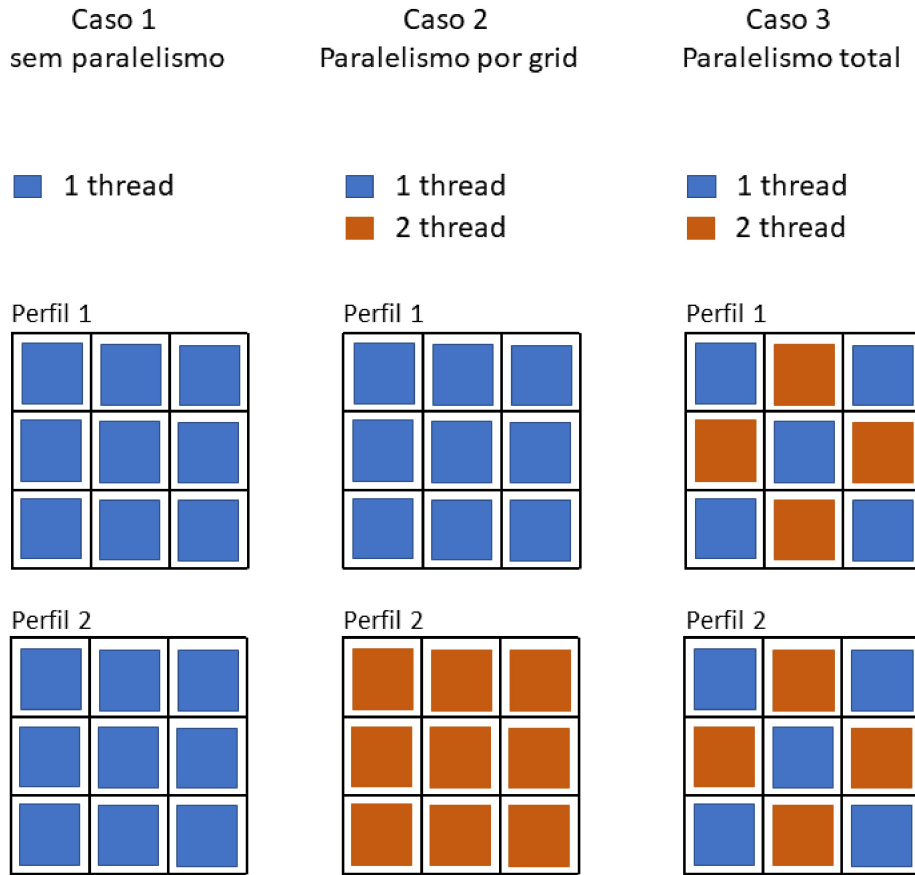 Caso 1
sem paralelismo
Caso 2
Paralelismo por grid
Caso 3
Paralelismo total
1 thread
1 thread
2 thread
1 thread
2 thread
Perfil 1
Perfil 1
Perfil 1
Perfil 2
Perfil 2
Perfil 2